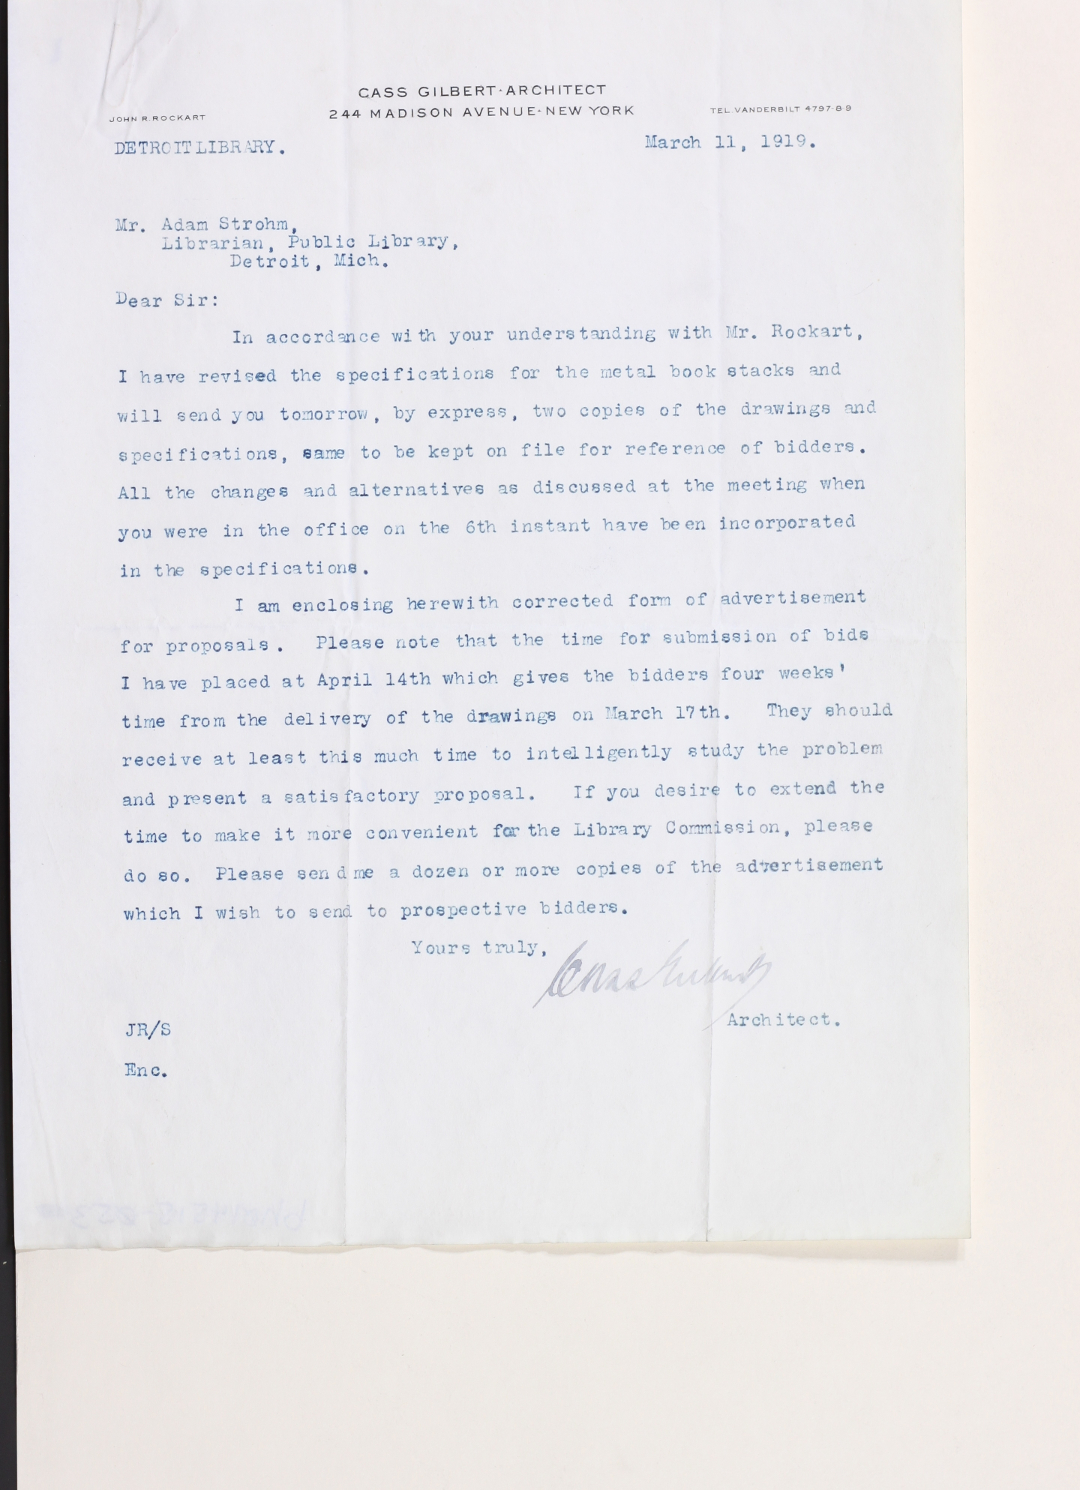 CASS GILBERT·ARCHITECT
244 MADISON AVENUE·NEW YORK
JOHN R. ROCKART
TEL. VANDERBILT 4797-8-9
DETROIT LIBRARY.
March 11, 1919.
Mr. Adam Strohm,
Librarian, Public Library,
Detroit, Mich.
Dear Sir:
In accordance with your understanding with Mr. Rockart,
I have revised the specifications for the metal book stacks and
will send you tomorrow, by express, two copies of the drawings and
specifications, same to be kept on file for reference of bidders.
All the changes and alternatives as discussed at the meeting when
you were in the office on the 6th instant have been incorporated
in the specifications.
I am enclosing herewith corrected form of advertisement
for proposals. Please note that the time for submission of bids
I have placed at April 14th which gives the bidders four weeks'
time from the delivery of the drawings on March 17th. They should
receive at least this much time to intelligently study the problem
and present a satisfactory proposal. If you desire to extend the
time to make it more convenient for the Library Commission, please
do so. Please send me a dozen or more copies of the advertisement
which I wish to send to prospective bidders.
Yours truly,
Cass Gilbert
Architect.
JR/S
Enc.